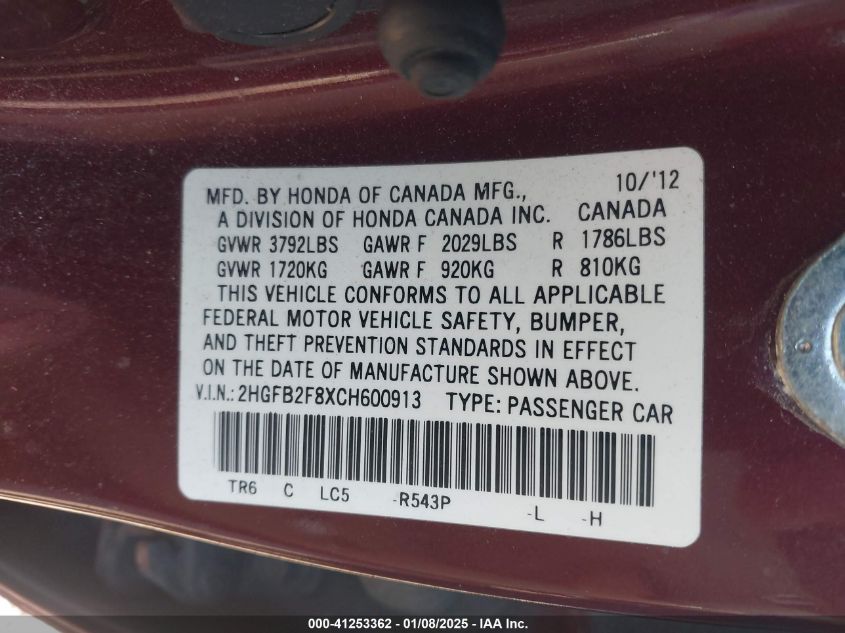 MFD. BY HONDA OF CANADA MFG., 10/'12
A DIVISION OF HONDA CANADA INC. CANADA
GVWR 3792LBS GAWR F 2029LBS R 1786LBS
GVWR 1720KG GAWR F 920KG R 810KG
THIS VEHICLE CONFORMS TO ALL APPLICABLE
FEDERAL MOTOR VEHICLE SAFETY, BUMPER,
AND THEFT PREVENTION STANDARDS IN EFFECT
ON THE DATE OF MANUFACTURE SHOWN ABOVE.
V.I.N.: 2HGFB2F8XCH600913 TYPE: PASSENGER CAR
TR6 C LC5 -R543P -L -H
000-41253362 - 01/08/2025 - IAA Inc.